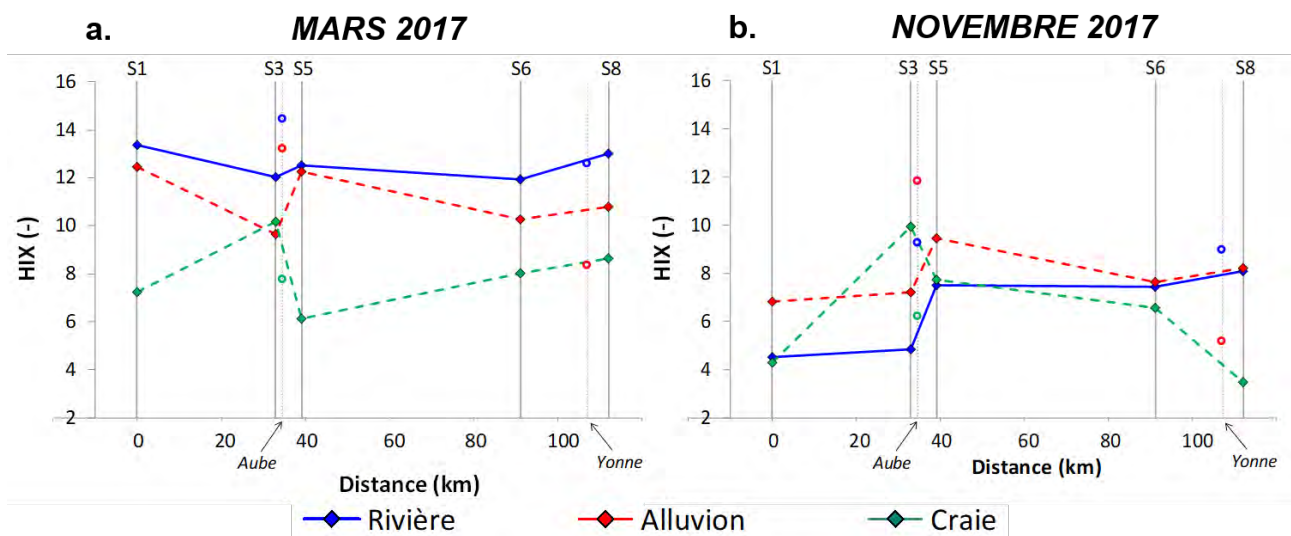 a. MARS 2017
b. NOVEMBRE 2017
S1 S3 S5 S6 S8
16
14
12
10
8
6
4
2
HIX (-)
0 20 40 60 80 100
Aube
Yonne
Distance (km)
S1 S3 S5 S6 S8
16
14
12
10
8
6
4
2
HIX (-)
0 20 40 60 80 100
Aube
Yonne
Distance (km)
Rivière Alluvion Craie